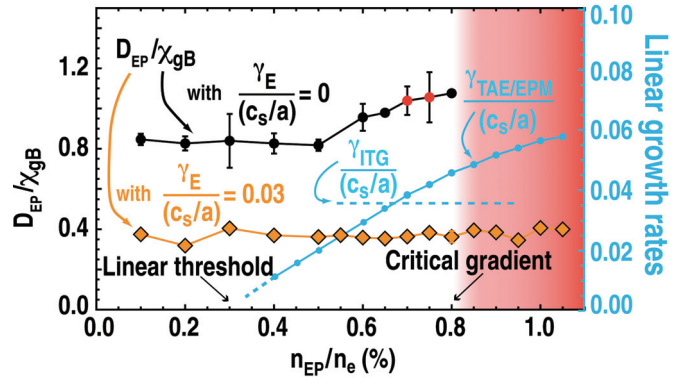 1.2
0.8
0.4
0.0
D_EP/χ_gB
D_EP/χ_gB
with γ_E/(c_s/a) = 0
with γ_E/(c_s/a) = 0.03
γ_ITG/(c_s/a)
γ_TAE/EPM/(c_s/a)
Linear threshold
Critical gradient
0.10
0.08
0.06
0.04
0.02
0.00
Linear growth rates
0.0 0.2 0.4 0.6 0.8 1.0
n_EP/n_e (%)